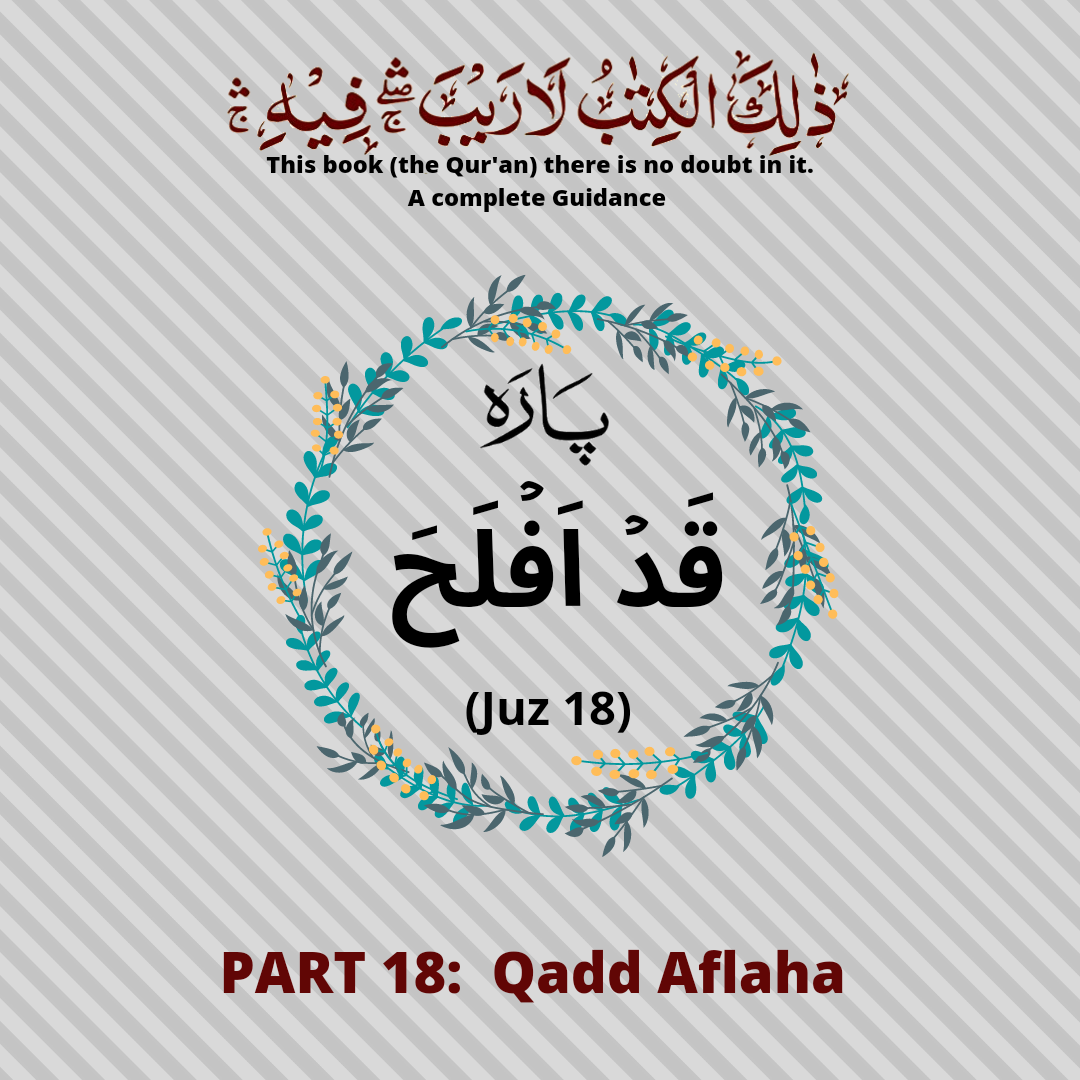 ذٰلِكَ الۡكِتٰبُ لَا رَيۡبَ ۛۖۚ فِيۡهِ ۛۚ
This book (the Qur'an) there is no doubt in it.
A complete Guidance
پَارَہ
قَدۡ اَفۡلَحَ
(Juz 18)
PART 18: Qadd Aflaha